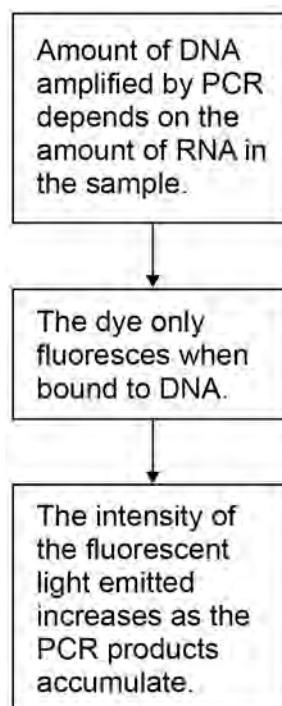 Amount of DNA
amplified by PCR
depends on the
amount of RNA in
the sample.
The dye only
fluoresces when
bound to DNA.
The intensity of
the fluorescent
light emitted
increases as the
PCR products
accumulate.